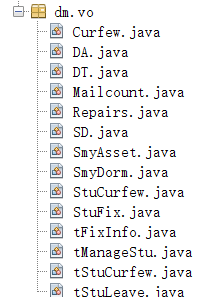 dm.vo
Curfew.java
DA.java
DT.java
Mailcount.java
Repairs.java
SD.java
SmyAsset.java
SmyDorm.java
StuCurfew.java
StuFix.java
tFixInfo.java
tManageStu.java
tStuCurfew.java
tStuLeave.java